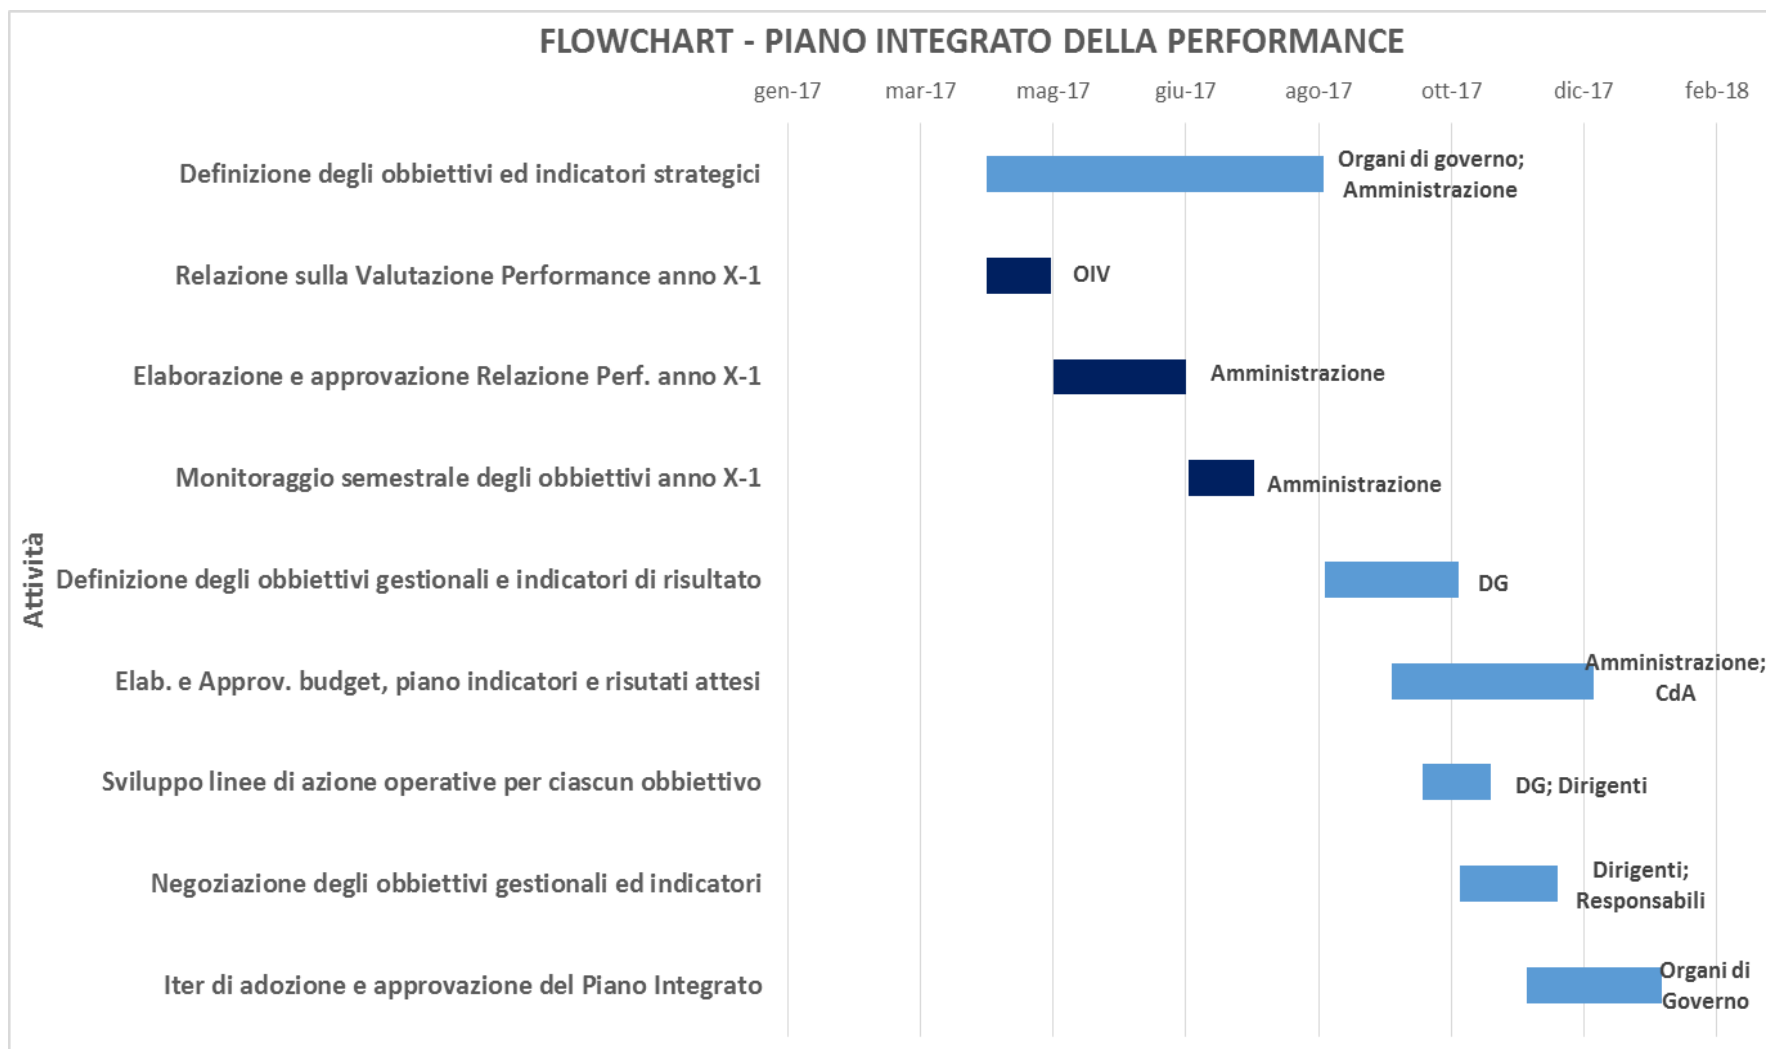 FLOWCHART - PIANO INTEGRATO DELLA PERFORMANCE
gen-17 mar-17 mag-17 giu-17 ago-17 ott-17 dic-17 feb-18
Attività
Definizione degli obbiettivi ed indicatori strategici
Organi di governo;
Amministrazione
Relazione sulla Valutazione Performance anno X-1
OIV
Elaborazione e approvazione Relazione Perf. anno X-1
Amministrazione
Monitoraggio semestrale degli obbiettivi anno X-1
Amministrazione
Definizione degli obbiettivi gestionali e indicatori di risultato
DG
Elab. e Approv. budget, piano indicatori e risutati attesi
Amministrazione;
CdA
Sviluppo linee di azione operative per ciascun obbiettivo
DG; Dirigenti
Negoziazione degli obbiettivi gestionali ed indicatori
Dirigenti;
Responsabili
Iter di adozione e approvazione del Piano Integrato
Organi di
Governo